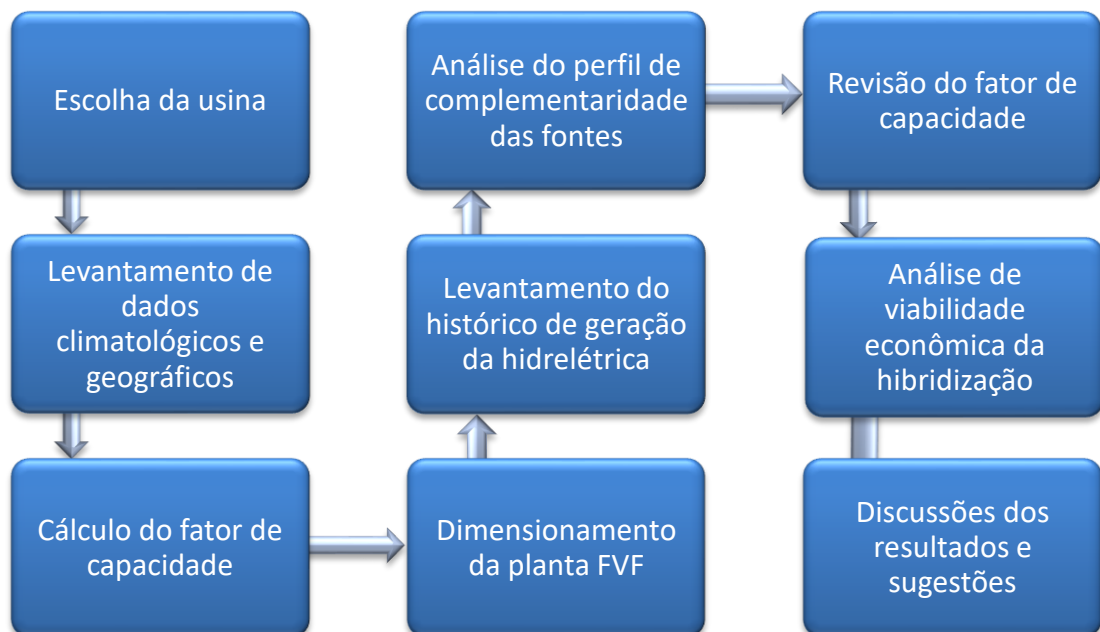 Escolha da usina
Levantamento de
dados
climatológicos e
geográficos
Cálculo do fator de
capacidade
Dimensionamento
da planta FVF
Levantamento do
histórico de geração
da hidrelétrica
Análise do perfil de
complementaridade
das fontes
Revisão do fator de
capacidade
Análise de
viabilidade
econômica da
hibridização
Discussões dos
resultados e
sugestões